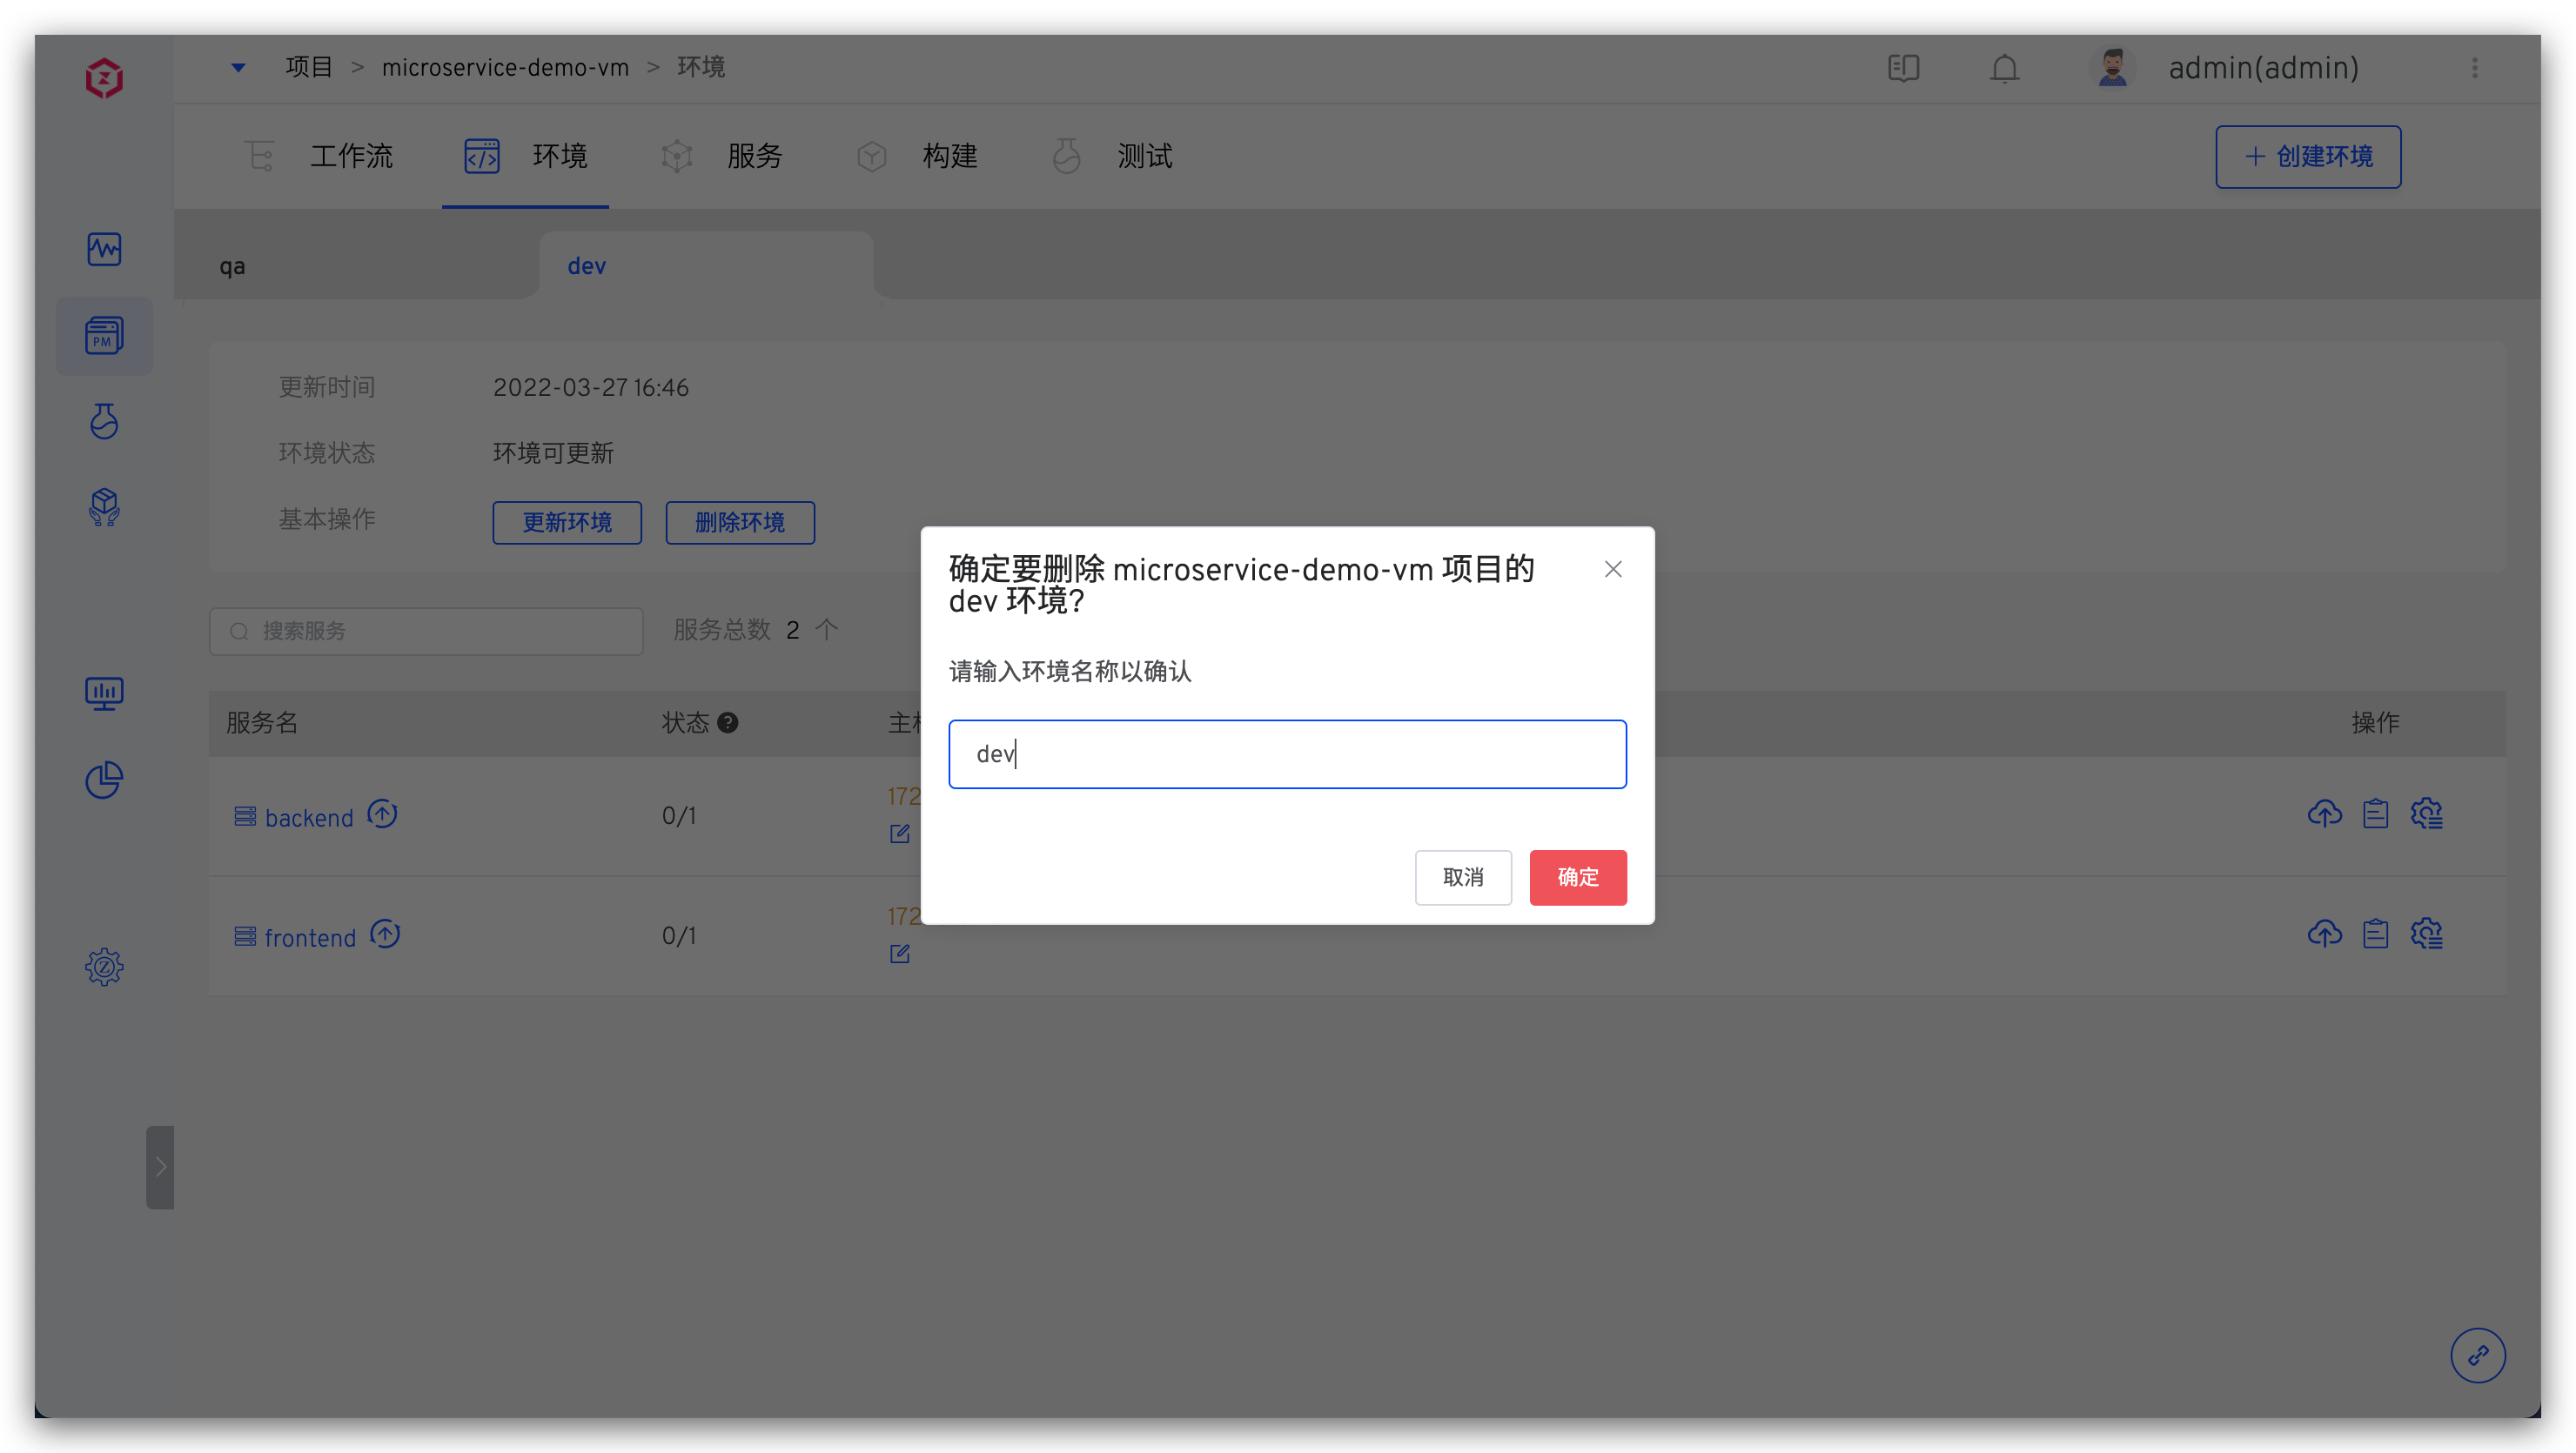 项目 > microservice-demo-vm > 环境
admin(admin)
工作流
环境
服务
构建
测试
+ 创建环境
qa
dev
PM
更新时间
2022-03-27 16:46
环境状态
环境可更新
基本操作
更新环境
删除环境
确定要删除 microservice-demo-vm 项目的
dev 环境?
请输入环境名称以确认
dev
取消
确定
搜索服务
服务总数 2 个
服务名
状态
操作
backend
0/1
172
frontend
0/1
172